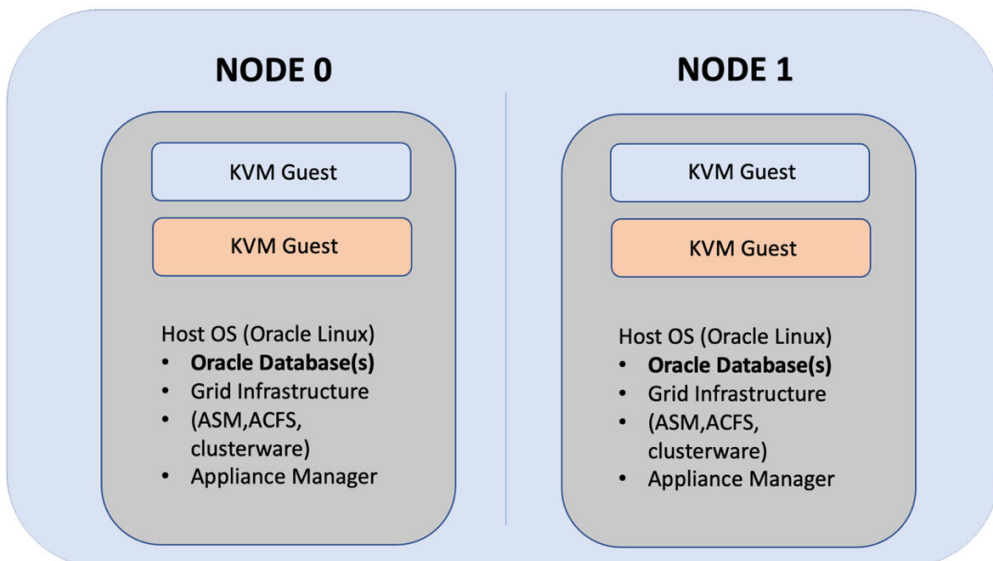 NODE 0
KVM Guest
KVM Guest
Host OS (Oracle Linux)
• Oracle Database(s)
• Grid Infrastructure
• (ASM,ACFS,
clusterware)
• Appliance Manager
NODE 1
KVM Guest
KVM Guest
Host OS (Oracle Linux)
• Oracle Database(s)
• Grid Infrastructure
• (ASM,ACFS,
clusterware)
• Appliance Manager